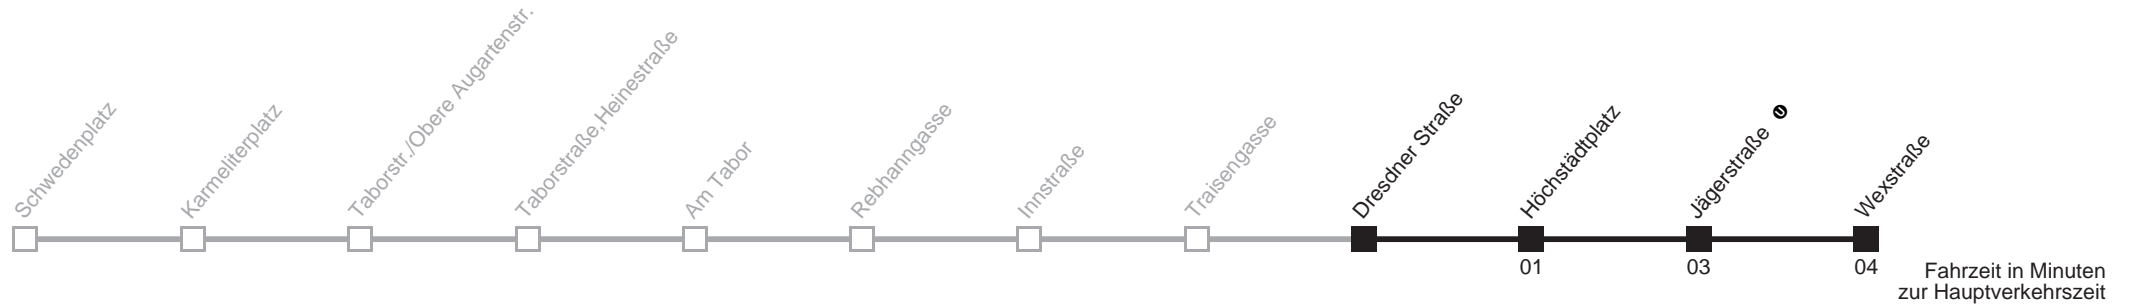 Schwedenplatz
Karmeliterplatz
Taborstr./Obere Augartenstr.
Taborstraße,Heinestraße
Am Tabor
Rebhanngasse
Innstraße
Traisengasse
Dresdner Straße
Höchstädtplatz
Jägerstraße U
Wexstraße
01
03
04
Fahrzeit in Minuten
zur Hauptverkehrszeit